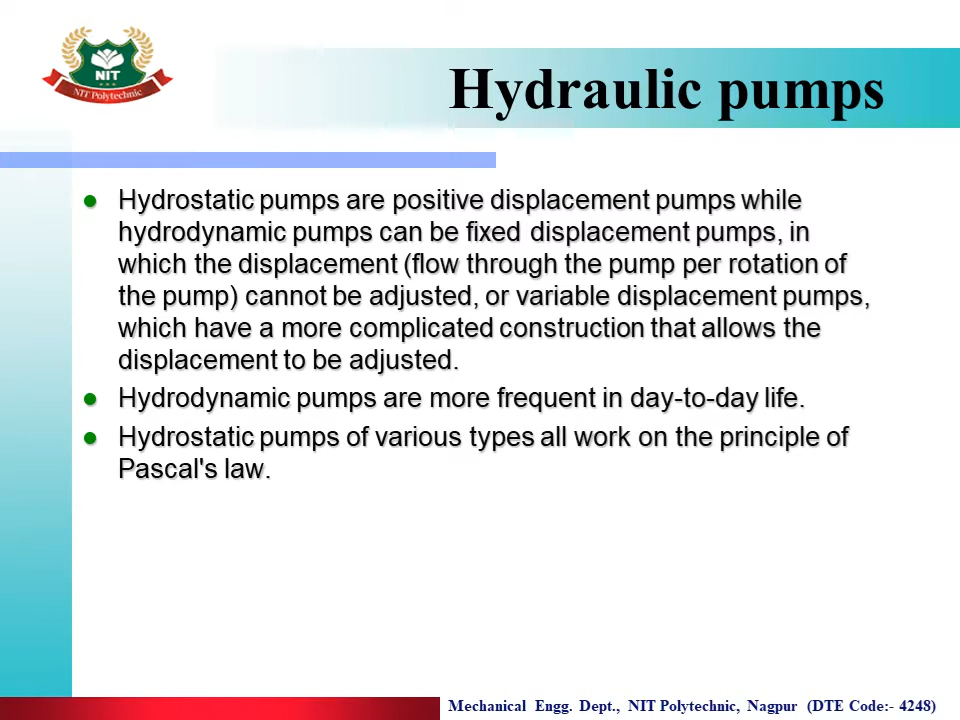 NIT
NIT Polytechnic
Hydraulic pumps
Hydrostatic pumps are positive displacement pumps while
hydrodynamic pumps can be fixed displacement pumps, in
which the displacement (flow through the pump per rotation of
the pump) cannot be adjusted, or variable displacement pumps,
which have a more complicated construction that allows the
displacement to be adjusted.
Hydrodynamic pumps are more frequent in day-to-day life.
Hydrostatic pumps of various types all work on the principle of
Pascal's law.
Mechanical Engg. Dept., NIT Polytechnic, Nagpur (DTE Code:- 4248)